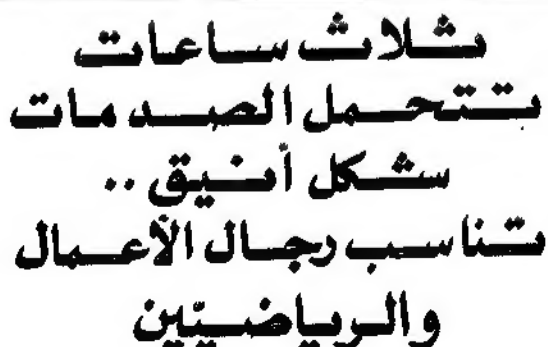 ثلاث ساعات
بتتحمل الصدمات
بشكل أنيق ..
تناسب رجال الأعمال
والرياضيّين